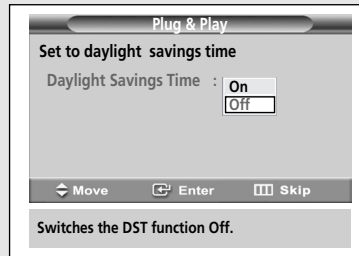 Plug & Play
Set to daylight savings time
Daylight Savings Time : On
Off
Move Enter Skip
Switches the DST function Off.